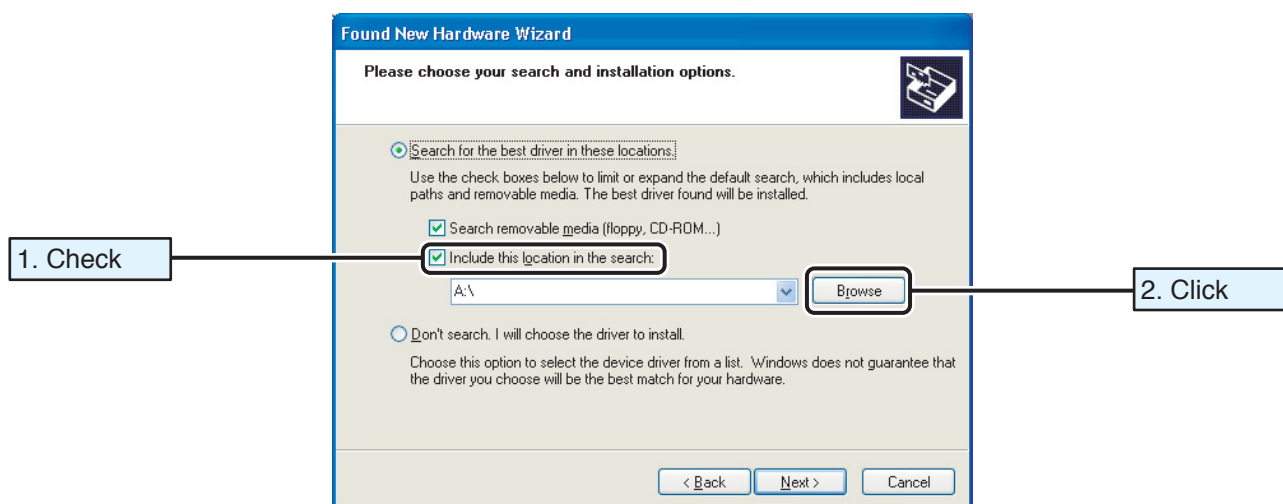 Found New Hardware Wizard
Please choose your search and installation options.
Search for the best driver in these locations.
Use the check boxes below to limit or expand the default search, which includes local
paths and removable media. The best driver found will be installed.
Search removable media (floppy, CD-ROM...)
1. Check
Include this location in the search:
A:\
Browse
2. Click
Don't search. I will choose the driver to install.
Choose this option to select the device driver from a list. Windows does not guarantee that
the driver you choose will be the best match for your hardware.
< Back
Next >
Cancel